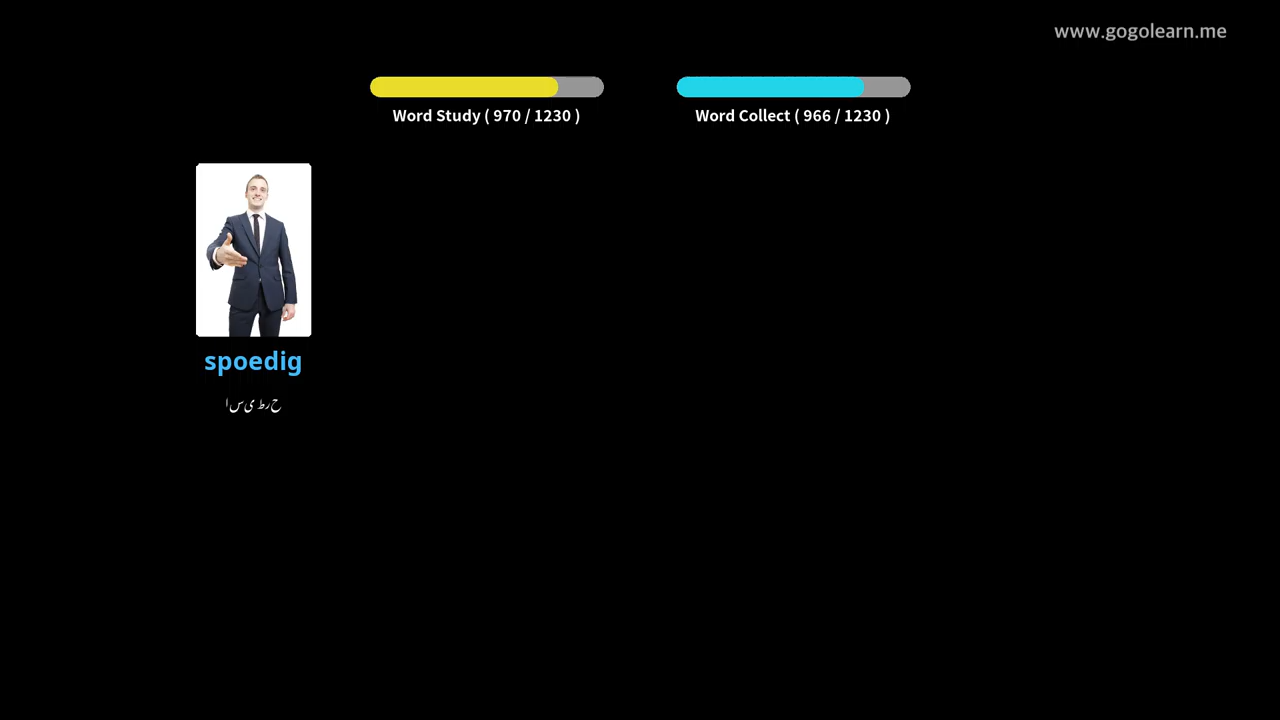 www.gogolearn.me
Word Study ( 970 / 1230 )
Word Collect ( 966 / 1230 )
spoedig
اسی طرح